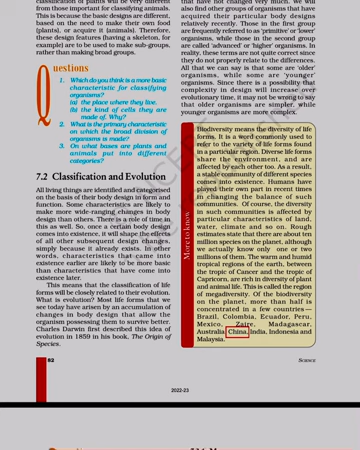 classification of plants will be very different
from those important for classifying animals.
This is because the basic designs are different,
based on the need to make their own food
(plants), or acquire it (animals). Therefore,
these design features (having a skeleton, for
example) are to be used to make sub-groups,
rather than making broad groups.
Questions
1. Which do you think is a more basic
characteristic for classifying
organisms?
(a) the place where they live.
(b) the kind of cells they are
made of. Why?
2. What is the primary characteristic
on which the broad division of
organisms is made?
3. On what bases are plants and
animals put into different
categories?
7.2 Classification and Evolution
All living things are identified and categorised
on the basis of their body design in form and
function. Some characteristics are likely to
make more wide-ranging changes in body
design than others. There is a role of time in
this as well. So, once a certain body design
comes into existence, it will shape the effects
of all other subsequent design changes,
simply because it already exists. In other
words, characteristics that came into
existence earlier are likely to be more basic
than characteristics that have come into
existence later.
This means that the classification of life
forms will be closely related to their evolution.
What is evolution? Most life forms that we
see today have arisen by an accumulation of
changes in body design that allow the
organism possessing them to survive better.
Charles Darwin first described this idea of
evolution in 1859 in his book, The Origin of
Species.
that have not changed very much. We will
also find other groups of organisms that have
acquired their particular body designs
relatively recently. Those in the first group
are frequently referred to as 'primitive' or 'lower'
organisms, while those in the second group
are called 'advanced' or 'higher' organisms. In
reality, these terms are not quite correct since
they do not properly relate to the differences.
All that we can say is that some are 'older'
organisms, while some are 'younger'
organisms. Since there is a possibility that
complexity in design will increase over
evolutionary time, it may not be wrong to say
that older organisms are simpler, while
younger organisms are more complex.
More to know
Biodiversity means the diversity of life
forms. It is a word commonly used to
refer to the variety of life forms found
in a particular region. Diverse life forms
share the environment, and are
affected by each other too. As a result,
a stable community of different species
comes into existence. Humans have
played their own part in recent times
in changing the balance of such
communities. Of course, the diversity
in such communities is affected by
particular characteristics of land,
water, climate and so on. Rough
estimates state that there are about ten
million species on the planet, although
we actually know only one or two
millions of them. The warm and humid
tropical regions of the earth, between
the tropic of Cancer and the tropic of
Capricorn, are rich in diversity of plant
and animal life. This is called the region
of megadiversity. Of the biodiversity
on the planet, more than half is
concentrated in a few countries —
Brazil, Colombia, Ecuador, Peru,
Mexico, Zaire, Madagascar,
Australia, China, India, Indonesia and
Malaysia.
82
SCIENCE
2022-23